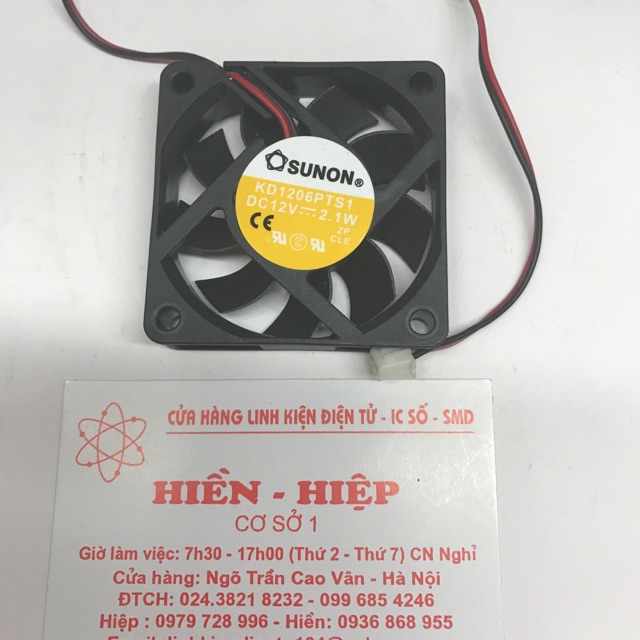 SUNON®
KD1206PTS1
DC12V⎓2.1W
CE
ZP
CLE
CỬA HÀNG LINH KIỆN ĐIỆN TỬ - IC SỐ - SMD
HIỀN - HIỆP
CƠ SỞ 1
Giờ làm việc: 7h30 - 17h00 (Thứ 2 - Thứ 7) CN Nghỉ
Cửa hàng: Ngõ Trần Cao Vân - Hà Nội
ĐTCH: 024.3821 8232 - 099 685 4246
Hiệp : 0979 728 996 - Hiền: 0936 868 955